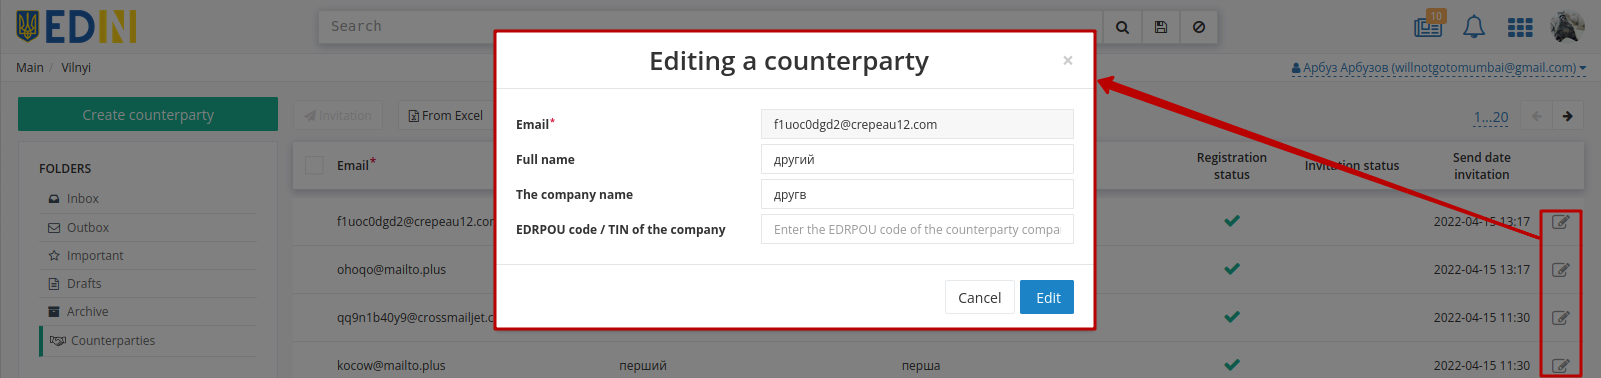 EDIN
Search
10
Main / Vilnyi
Арбуз Арбузов (willnotgotomumbai@gmail.com)
Editing a counterparty
×
Email*
f1uoc0dgd2@crepeau12.com
Full name
другий
The company name
другв
EDRPOU code / TIN of the company
Enter the EDRPOU code of the counterparty compa
Cancel
Edit
Create counterparty
Invitation
From Excel
1...20
FOLDERS
Inbox
Outbox
Important
Drafts
Archive
Counterparties
Email*
Registration status
Invitation status
Send date invitation
f1uoc0dgd2@crepeau12.com
2022-04-15 13:17
ohoqo@mailto.plus
2022-04-15 13:17
qq9n1b40y9@crossmailjet.c
2022-04-15 11:30
kocow@mailto.plus
перший
перша
2022-04-15 11:30